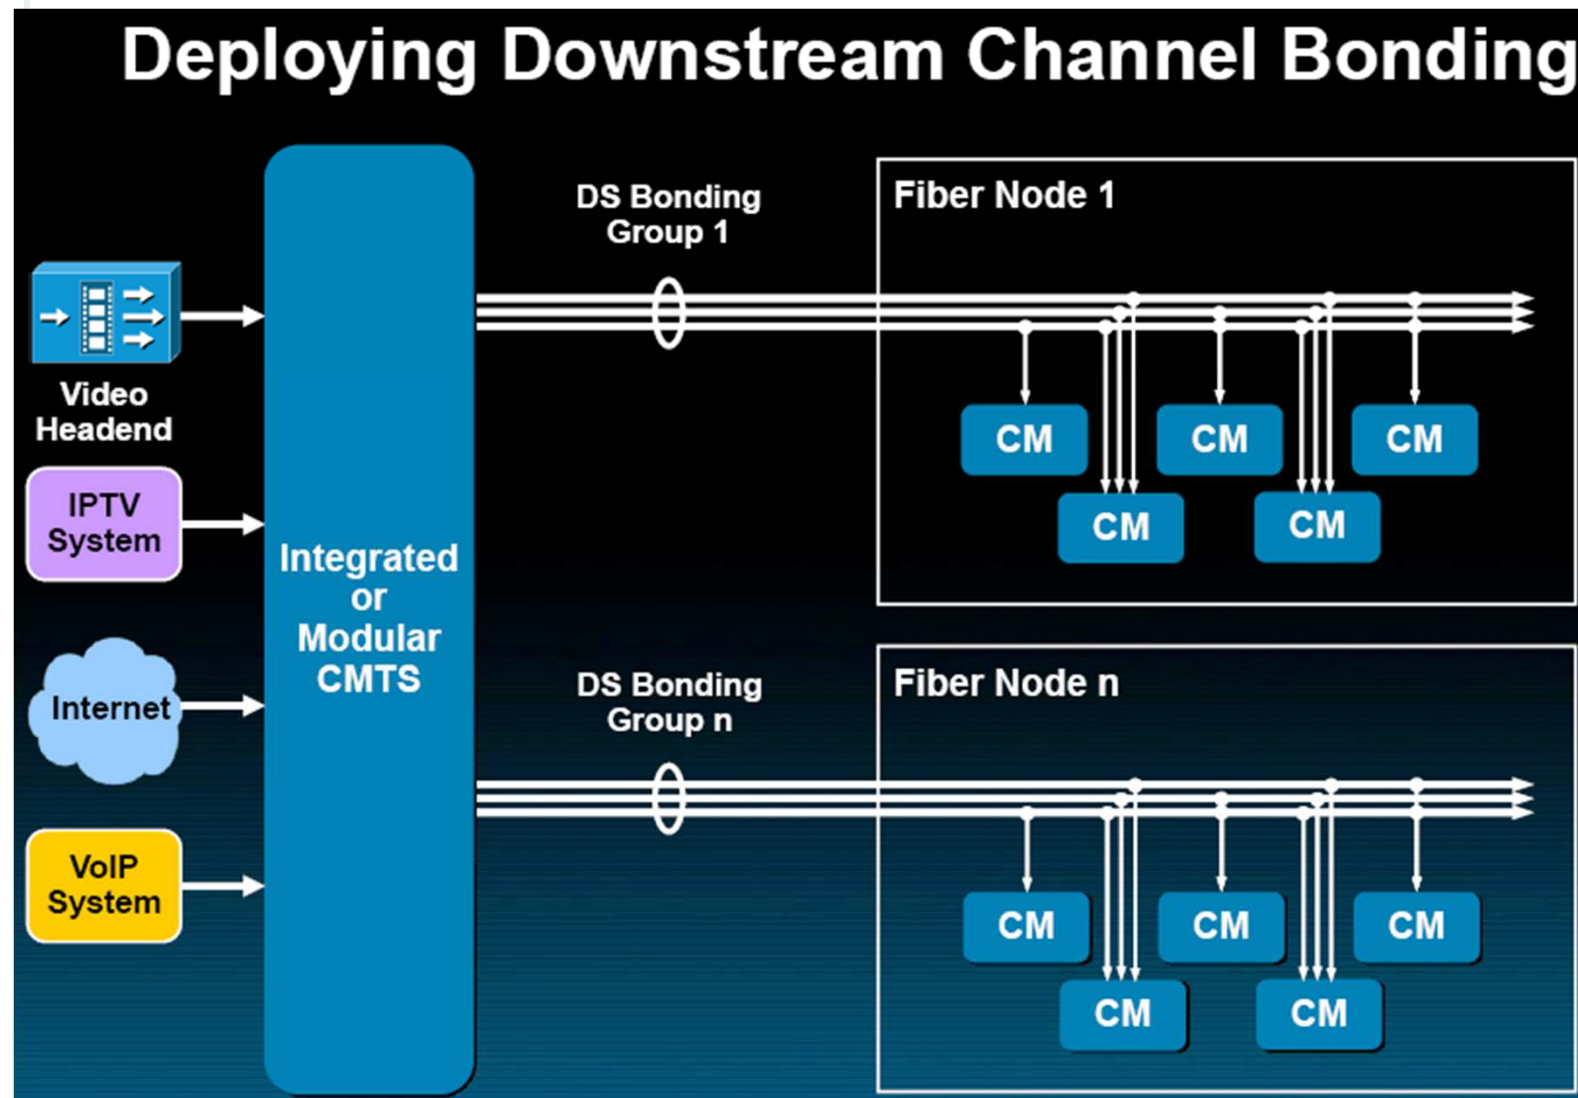 Deploying Downstream Channel Bonding
Video
Headend
IPTV
System
Internet
VoIP
System
Integrated
or
Modular
CMTS
DS Bonding
Group 1
Fiber Node 1
CM
CM
CM
CM
CM
DS Bonding
Group n
Fiber Node n
CM
CM
CM
CM
CM